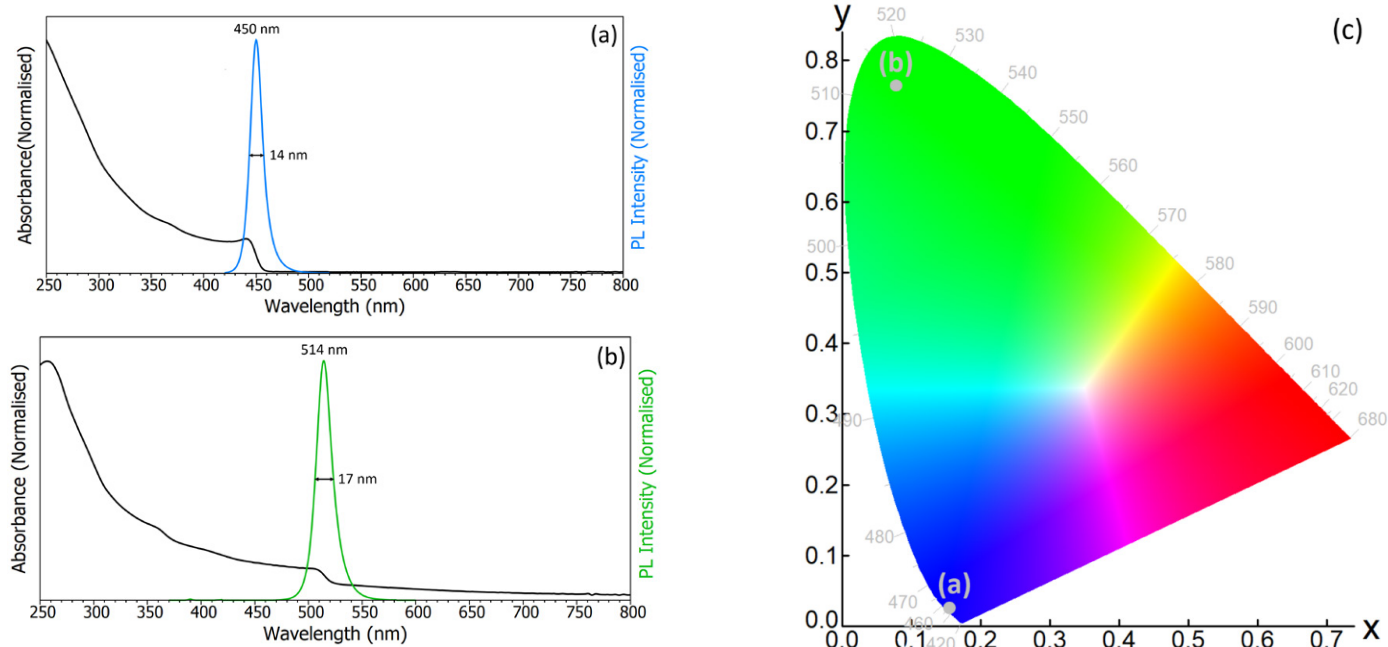 450 nm
(a)
14 nm
Absorbance(Normalised)
PL Intensity (Normalised)
250 300 350 400 450 500 550 600 650 700 750 800
Wavelength (nm)
514 nm
(b)
17 nm
Absorbance (Normalised)
PL Intensity (Normalised)
250 300 350 400 450 500 550 600 650 700 750 800
Wavelength (nm)
y
(c)
520
530
(b)
540
0.8
510
550
0.7
560
0.6
570
500
580
0.5
590
0.4
600
610
620
0.3
490
680
0.2
480
0.1
(a)
470
460
0.0
420
x
0.0 0.1 0.2 0.3 0.4 0.5 0.6 0.7